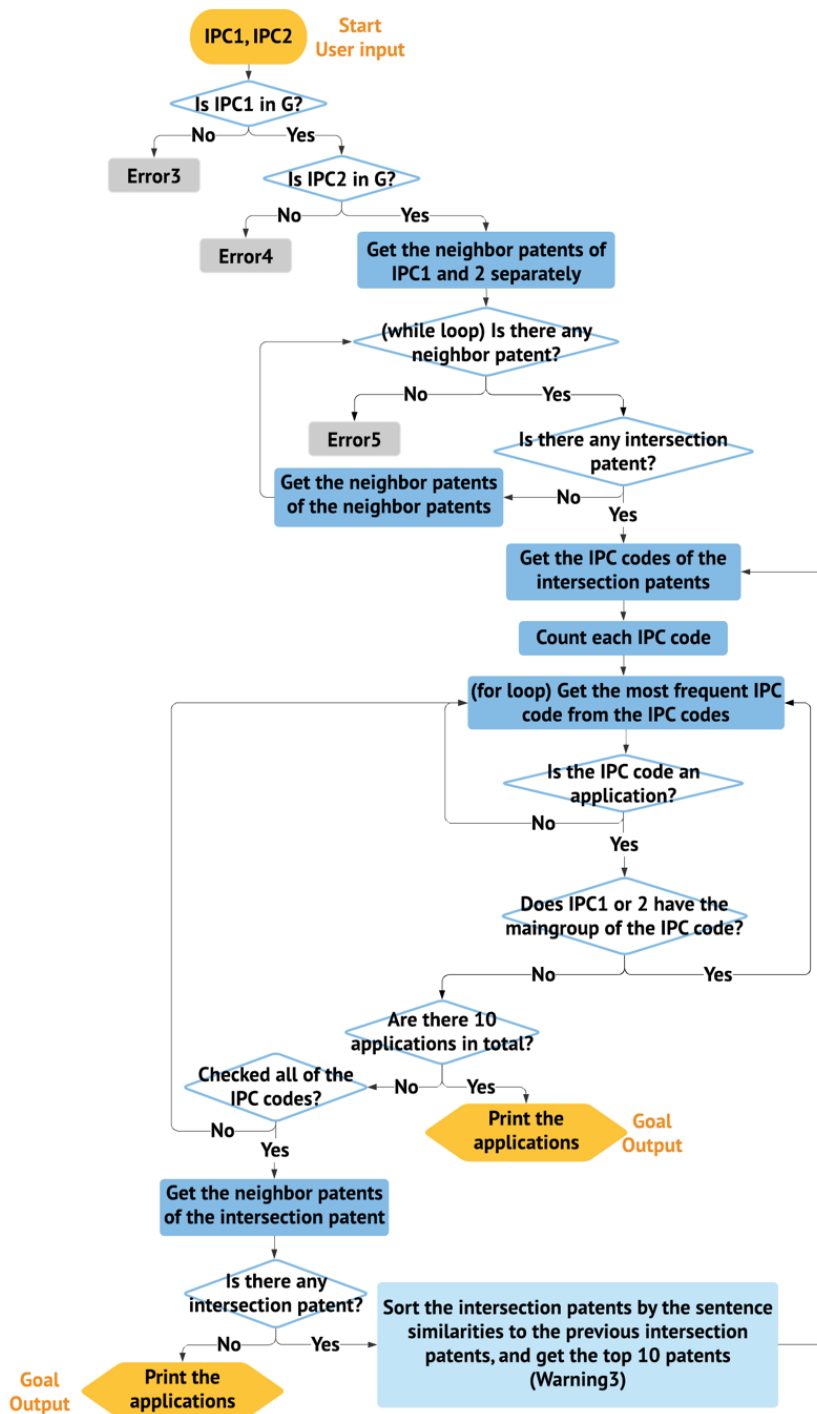 IPC1, IPC2
Start
User input
Is IPC1 in G?
No
Yes
Error3
Is IPC2 in G?
No
Yes
Error4
Get the neighbor patents of
IPC1 and 2 separately
(while loop) Is there any
neighbor patent?
No
Yes
Error5
Is there any intersection
patent?
Get the neighbor patents
of the neighbor patents
No
Yes
Get the IPC codes of the
intersection patents
Count each IPC code
(for loop) Get the most frequent IPC
code from the IPC codes
Is the IPC code an
application?
No
Yes
Does IPC1 or 2 have the
maingroup of the IPC code?
No
Yes
Are there 10
applications in total?
Checked all of the
IPC codes?
No
Yes
Print the
applications
Goal
Output
No
Yes
Get the neighbor patents
of the intersection patent
Is there any
intersection patent?
No
Yes
Sort the intersection patents by the sentence
similarities to the previous intersection
patents, and get the top 10 patents
(Warning3)
Goal
Output
Print the
applications